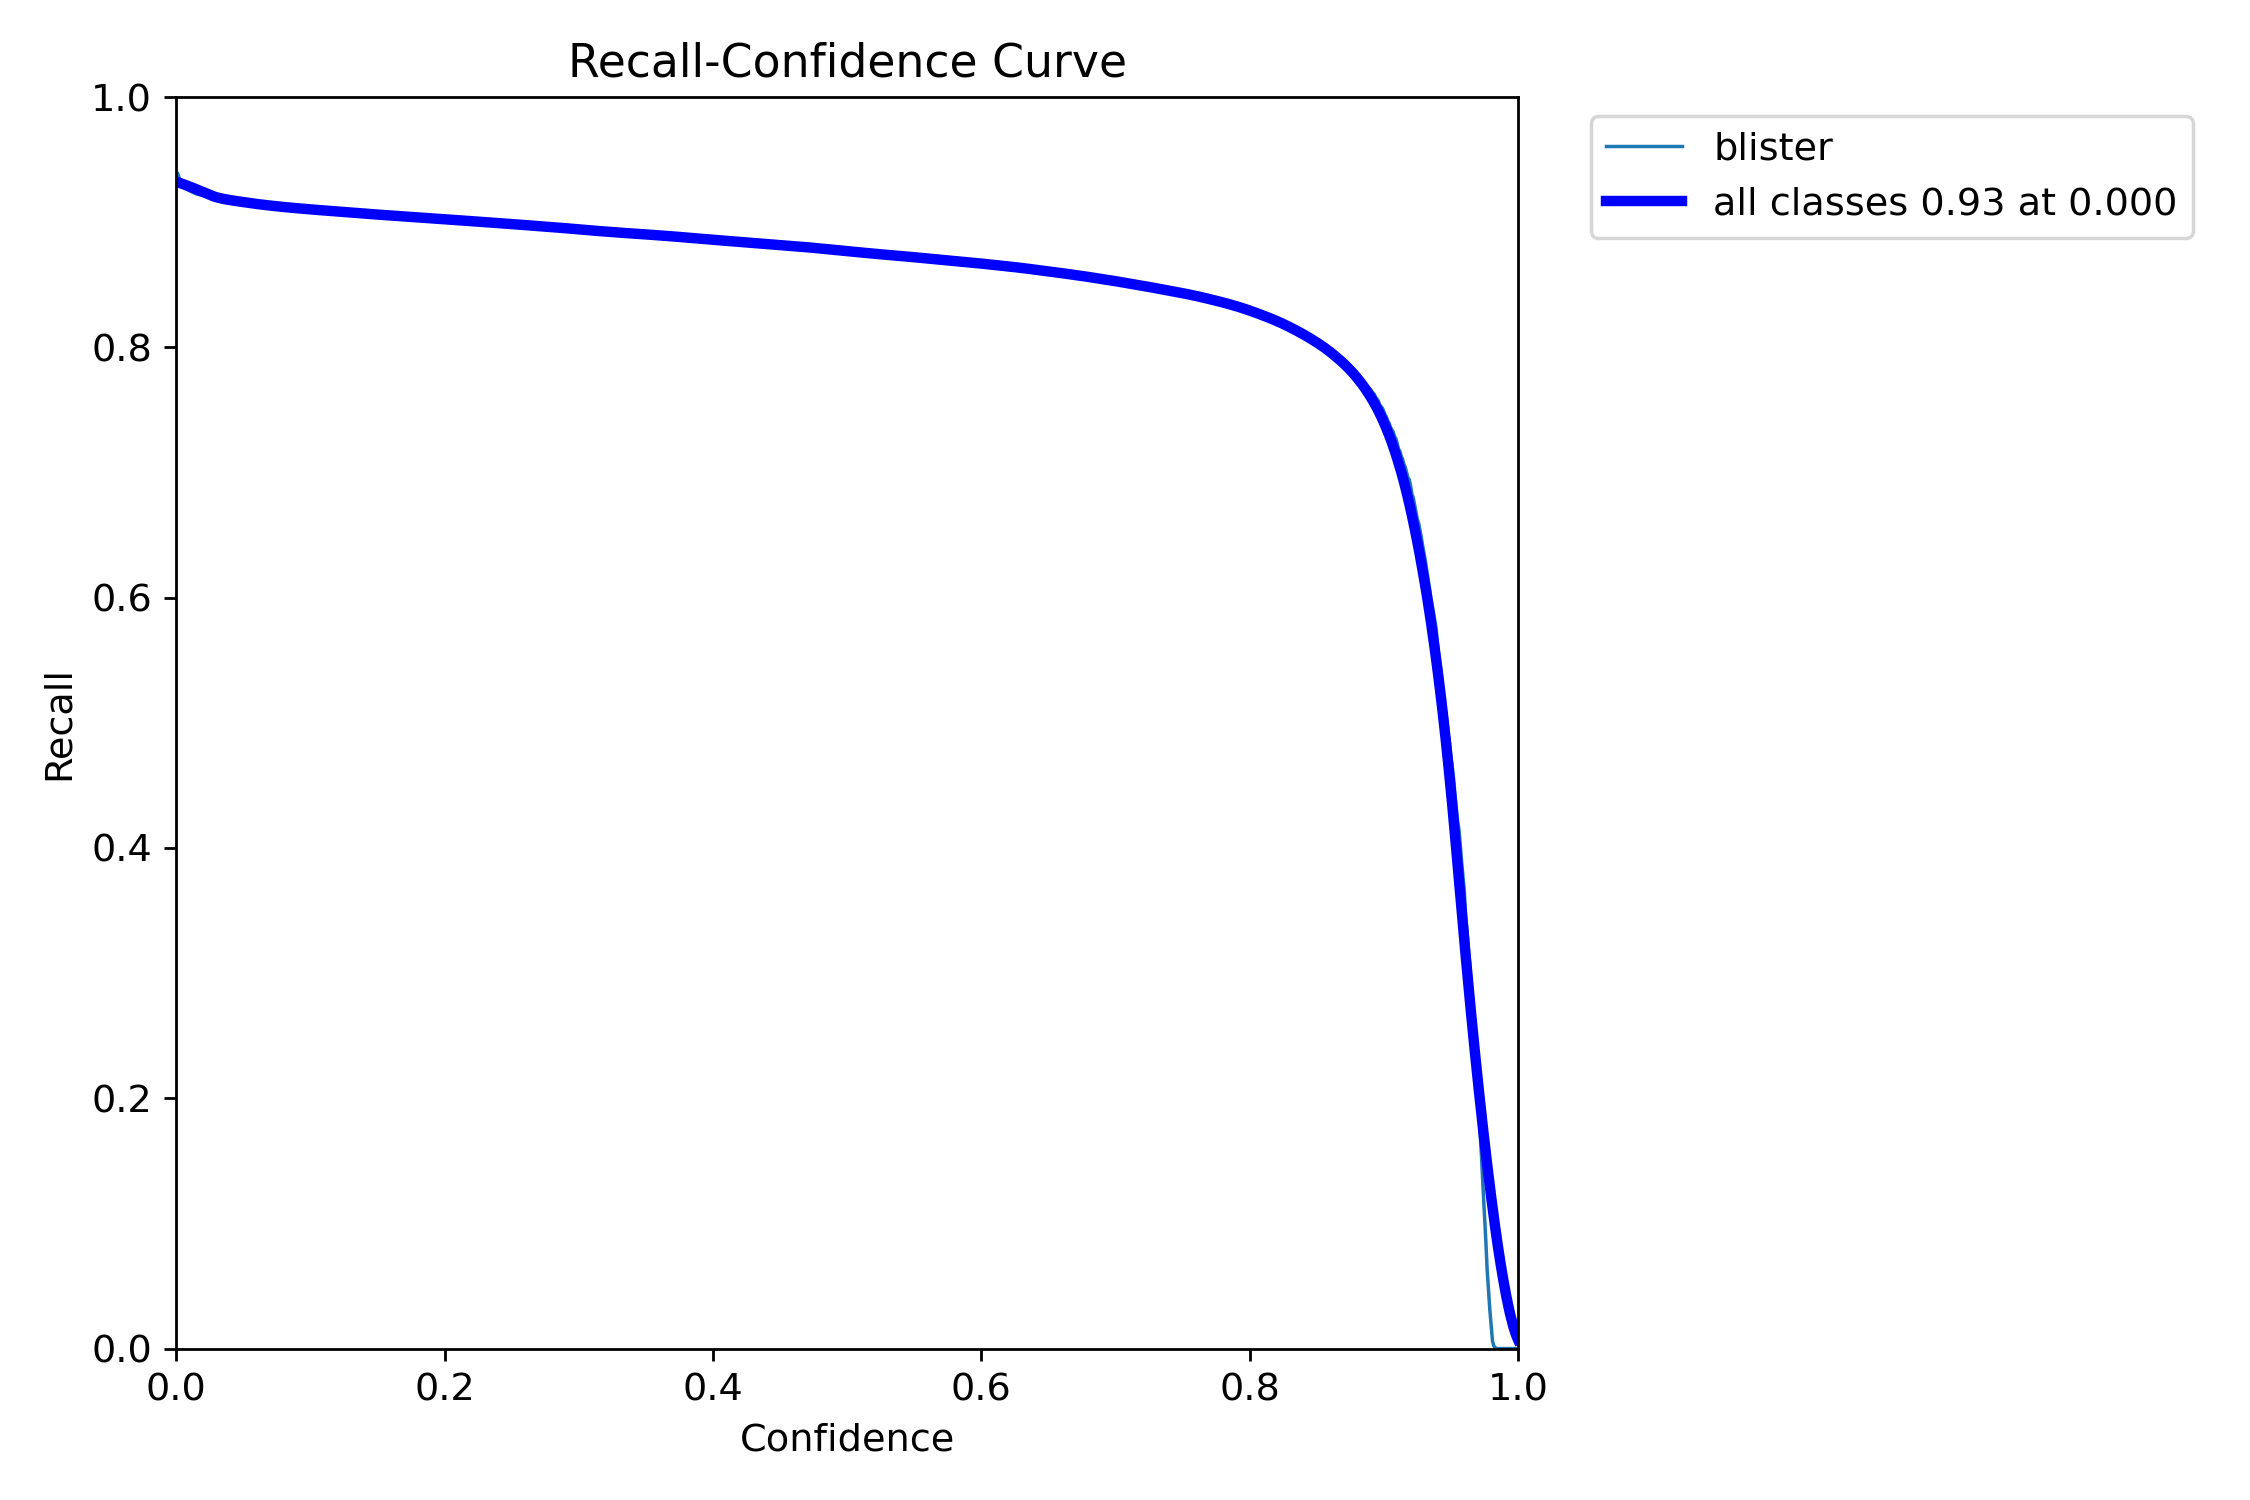 Recall-Confidence Curve
1.0
0.8
0.6
0.4
0.2
0.0
Recall
0.0 0.2 0.4 0.6 0.8 1.0
Confidence
blister
all classes 0.93 at 0.000